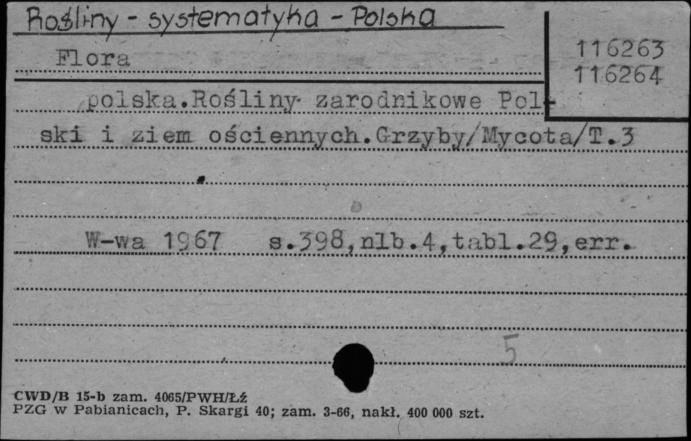 Rośliny - systematyka - Polska
Flora
116263
116264
polska.Rośliny zarodnikowe Pol-
ski i ziem ościennych.Grzyby/Mycota/T.3
W-wa 1967 s.398,nlb.4,tabl.29,err.
5
CWD/B 15-b zam. 4065/PWH/Łź
PZG w Pabianicach, P. Skargi 40; zam. 3-66, nakł. 400 000 szt.